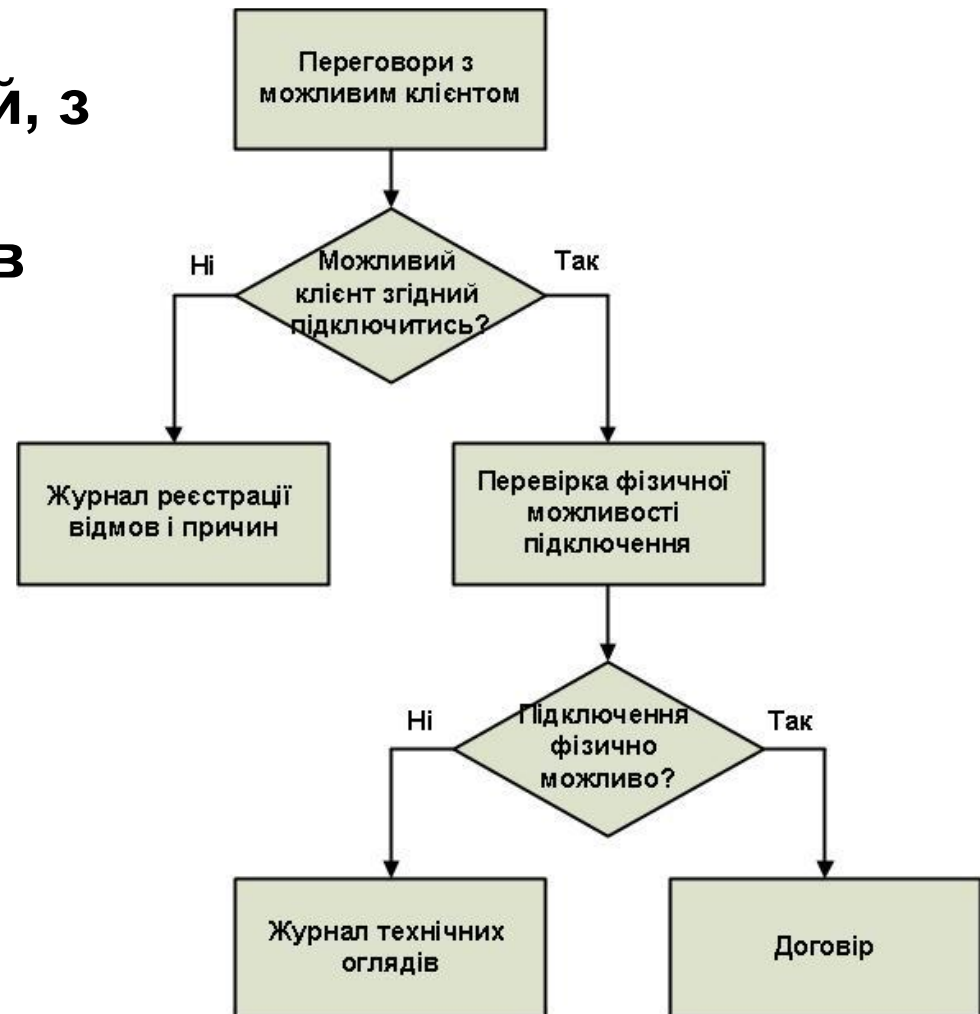 й, з
в
Переговори з
можливим клієнтом
Можливий
клієнт згідний
підключитись?
Ні
Так
Журнал реєстрації
відмов і причин
Перевірка фізичної
можливості
підключення
Підключення
фізично
можливо?
Ні
Так
Журнал технічних
оглядів
Договір